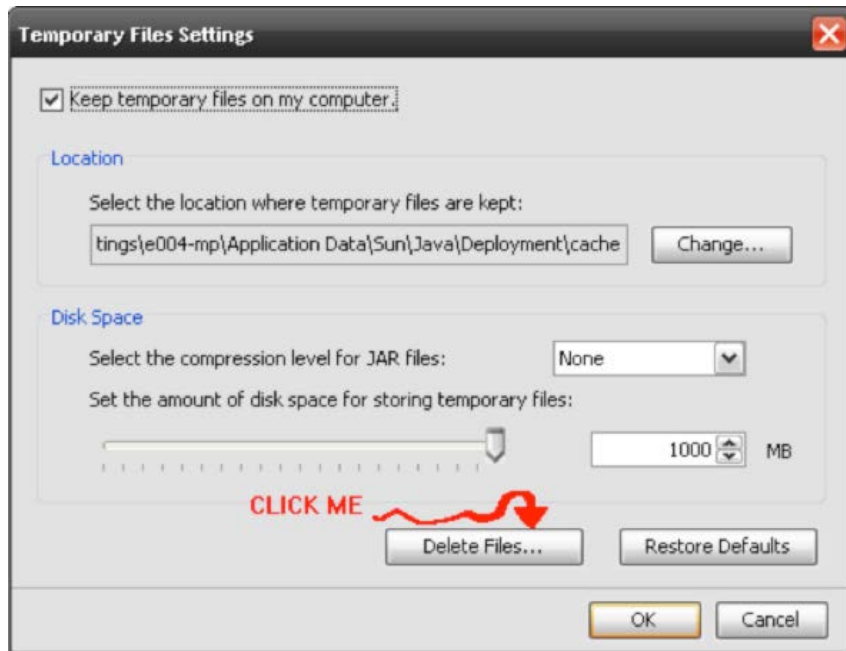 Temporary Files Settings
Keep temporary files on my computer.
Location
Select the location where temporary files are kept:
tings\e004-mp\Application Data\Sun\Java\Deployment\cache
Change...
Disk Space
Select the compression level for JAR files:
None
Set the amount of disk space for storing temporary files:
1000
MB
CLICK ME
Delete Files...
Restore Defaults
OK
Cancel